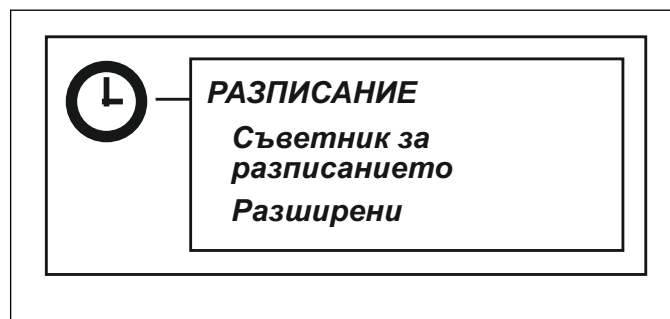 РАЗПИСАНИЕ
Съветник за
разписанието
Разширени